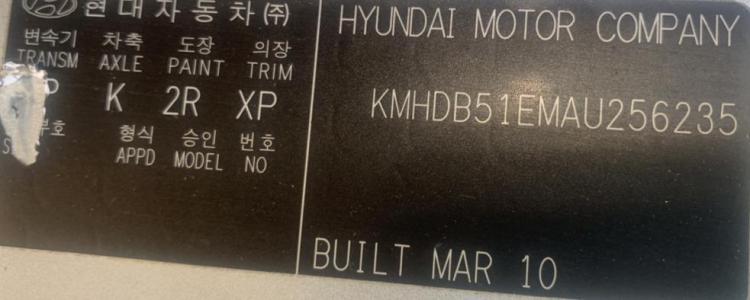 현대자동차(주)
변속기 차축 도장 의장
TRANSM AXLE PAINT TRIM
P K 2R XP
형식 승인 번호
APPD MODEL NO
HYUNDAI MOTOR COMPANY
KMHDB51EMAU256235
BUILT MAR 10